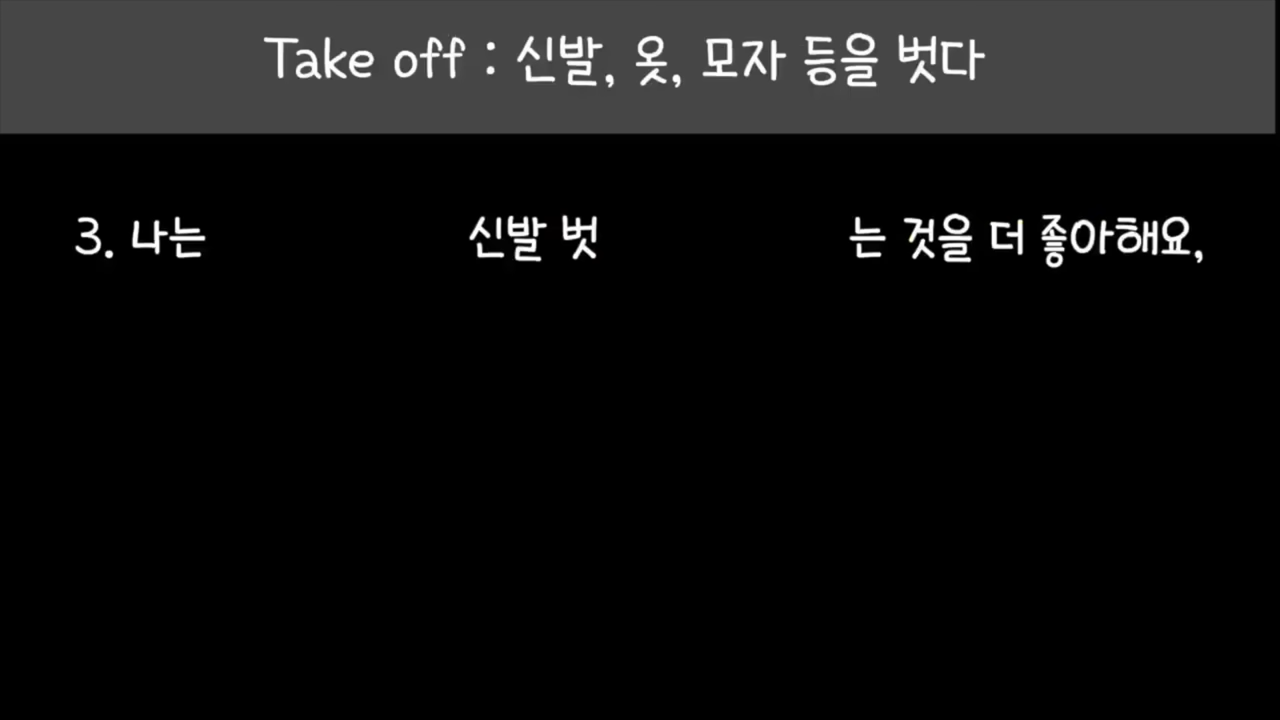 Take off : 신발, 옷, 모자 등을 벗다
3. 나는 신발 벗 는 것을 더 좋아해요,